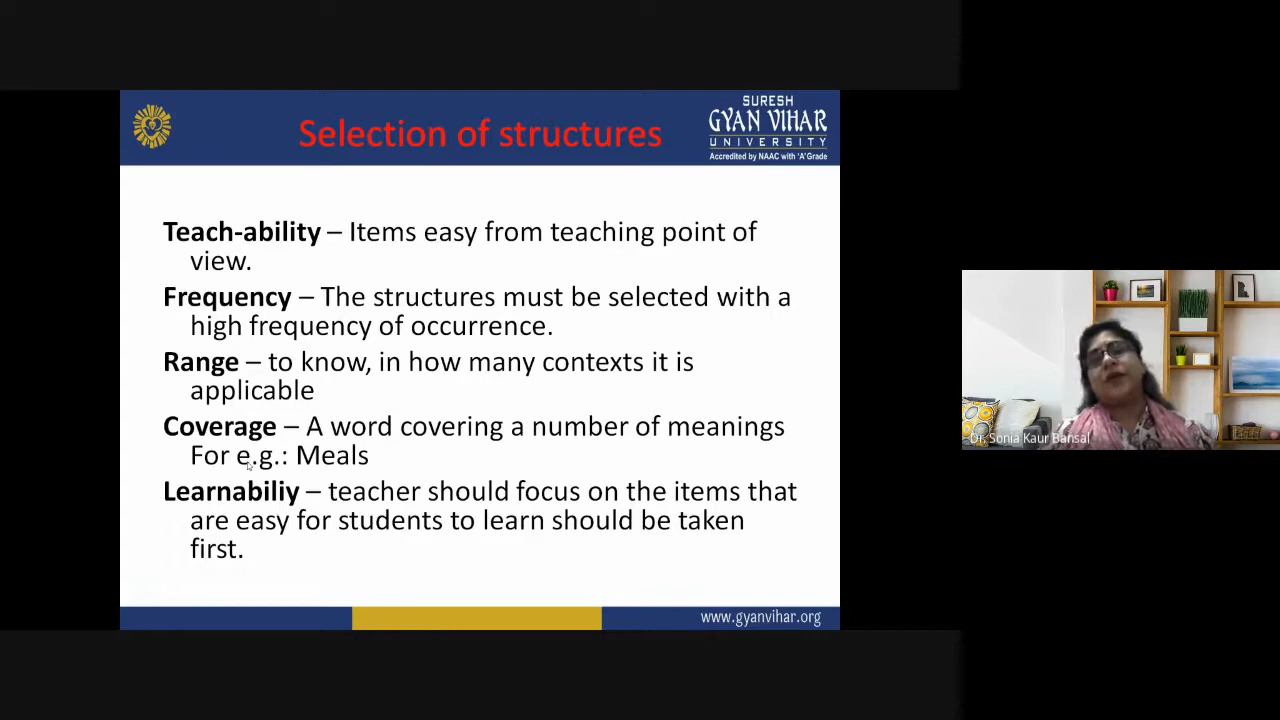 Selection of structures
SURESH
GYAN VIHAR
UNIVERSITY
Accredited by NAAC with 'A' Grade
Teach-ability – Items easy from teaching point of
view.
Frequency – The structures must be selected with a
high frequency of occurrence.
Range – to know, in how many contexts it is
applicable
Coverage – A word covering a number of meanings
For e.g.: Meals
Learnabiliy – teacher should focus on the items that
are easy for students to learn should be taken
first.
www.gyanvihar.org
Dr. Sonia Kaur Bansal